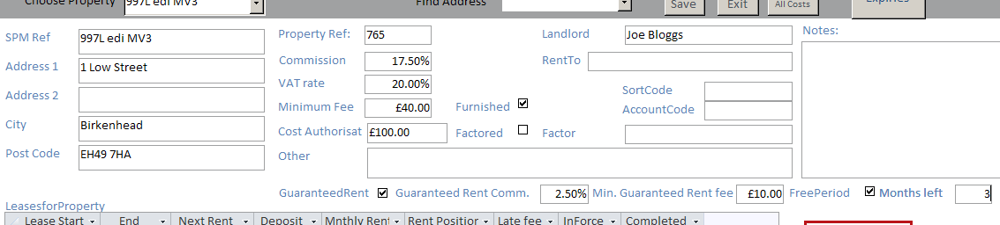 Choose Property 997L edi MV3 Find Address Save Exit All Costs Expiries
SPM Ref 997L edi MV3 Property Ref: 765 Landlord Joe Bloggs Notes:
Address 1 1 Low Street Commission 17.50% RentTo
Address 2 VAT rate 20.00% SortCode
Minimum Fee £40.00 Furnished AccountCode
City Birkenhead Cost Authorisat £100.00 Factored Factor
Post Code EH49 7HA Other
GuaranteedRent Guaranteed Rent Comm. 2.50% Min. Guaranteed Rent fee £10.00 FreePeriod Months left 3
LeasesforProperty
Lease Start End Next Rent Deposit Mnthly Rent Rent Position Late fee InForce Completed